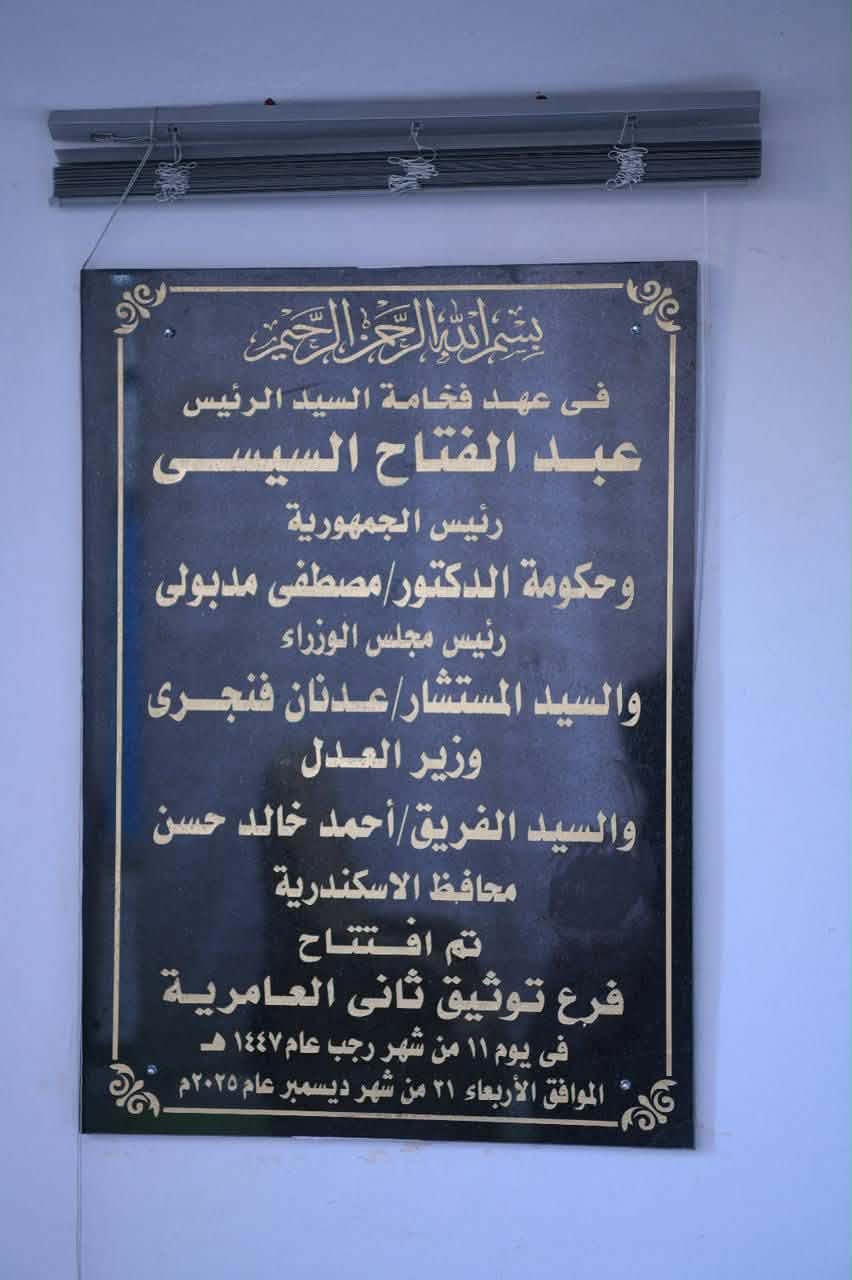 بسم الله الرحمن الرحيم
فى عهد فخامة السيد الرئيس
عبد الفتاح السيسى
رئيس الجمهورية
وحكومة الدكتور/مصطفى مدبولى
رئيس مجلس الوزراء
والسيد المستشار/عدنان فنجرى
وزير العدل
والسيد الفريق/أحمد خالد حسن
محافظ الاسكندرية
تم افتتاح
فرع توثيق ثانى العامرية
فى يوم ١١ من شهر رجب عام ١٤٤٧ هـ
الموافق الأربعاء ٣١ من شهر ديسمبر عام ٢٠٢٥م